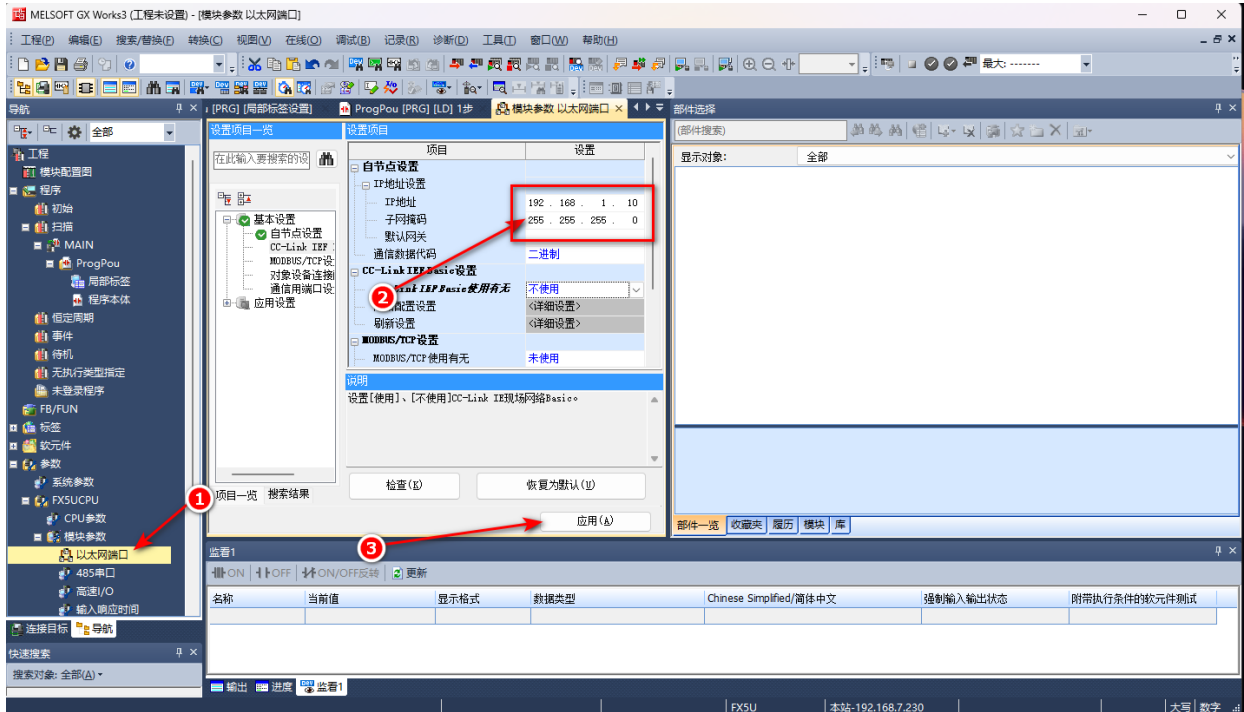 MELSOFT GX Works3 (工程未设置) - [模块参数 以太网端口]
工程(P) 编辑(E) 搜索/替换(F) 转换(C) 视图(V) 在线(O) 调试(B) 记录(R) 诊断(D) 工具(T) 窗口(W) 帮助(H)
最大: --------
导航
全部
工程
模块配置图
程序
初始
扫描
MAIN
ProgPou
局部标签
程序本体
恒定周期
事件
待机
无执行类型指定
未登录程序
FB/FUN
标签
软元件
参数
系统参数
FX5UCPU
CPU参数
模块参数
以太网端口
485串口
高速I/O
输入响应时间
连接目标 导航
快速搜索
搜索对象: 全部(A)
[PRG] [局部标签设置] ProgPou [PRG] [LD] 1步 模块参数 以太网端口
设置项目一览
在此输入要搜索的设
基本设置
自节点设置
CC-Link IEF
MODBUS/TCP设
对象设备连接
通信用端口设
应用设置
项目一览 搜索结果
设置项目
项目 设置
自节点设置
IP地址设置
IP地址 192 . 168 . 1 . 10
子网掩码 255 . 255 . 255 . 0
默认网关
通信数据代码 二进制
CC-Link IEF Basic设置
Link IEF Basic使用有无 不使用
配置设置 <详细设置>
刷新设置 <详细设置>
MODBUS/TCP设置
MODBUS/TCP使用有无 未使用
说明
设置[使用]、[不使用]CC-Link IE现场网络Basic。
检查(K) 恢复为默认(U)
应用(A)
1
2
3
部件选择
(部件搜索)
显示对象: 全部
部件一览 收藏夹 履历 模块 库
监看1
ON OFF ON/OFF反转 更新
名称 当前值 显示格式 数据类型 Chinese Simplified/简体中文 强制输入输出状态 附带执行条件的软元件测试
输出 进度 监看1
FX5U 本站-192.168.7.230 大写 数字